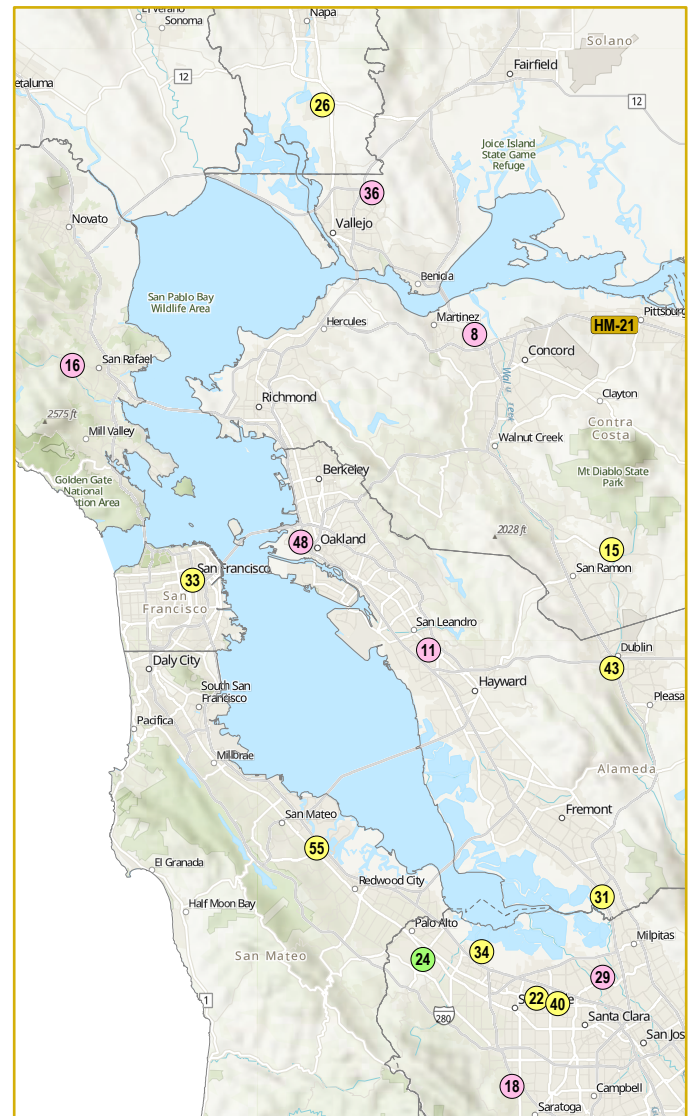 El Verano
Napa
Sonoma
Solano
Fairfield
12
etaluma
26
12
Joice Island
State Game
Refuge
36
Novato
Vallejo
Benicia
San Pablo Bay
Wildlife Area
Martinez
Pittsburg
Hercules
8
HM-21
Concord
16
San Rafael
Richmond
Clayton
2575 ft
Contra
Costa
Mill Valley
Walnut Creek
Berkeley
Mt Diablo State
Park
Golden Gate
National
ation Area
2028 ft
48
Oakland
15
San Francisco
33
San Ramon
San
Francisco
San Leandro
11
Dublin
Daly City
43
South San
Francisco
Hayward
Pleasa
Pacifica
Millbrae
Alameda
San Mateo
Fremont
55
El Granada
Redwood City
31
Half Moon Bay
Palo Alto
Milpitas
San Mateo
24
34
29
22
40
1
280
Santa Clara
San Jos
18
Campbell
Saratoga